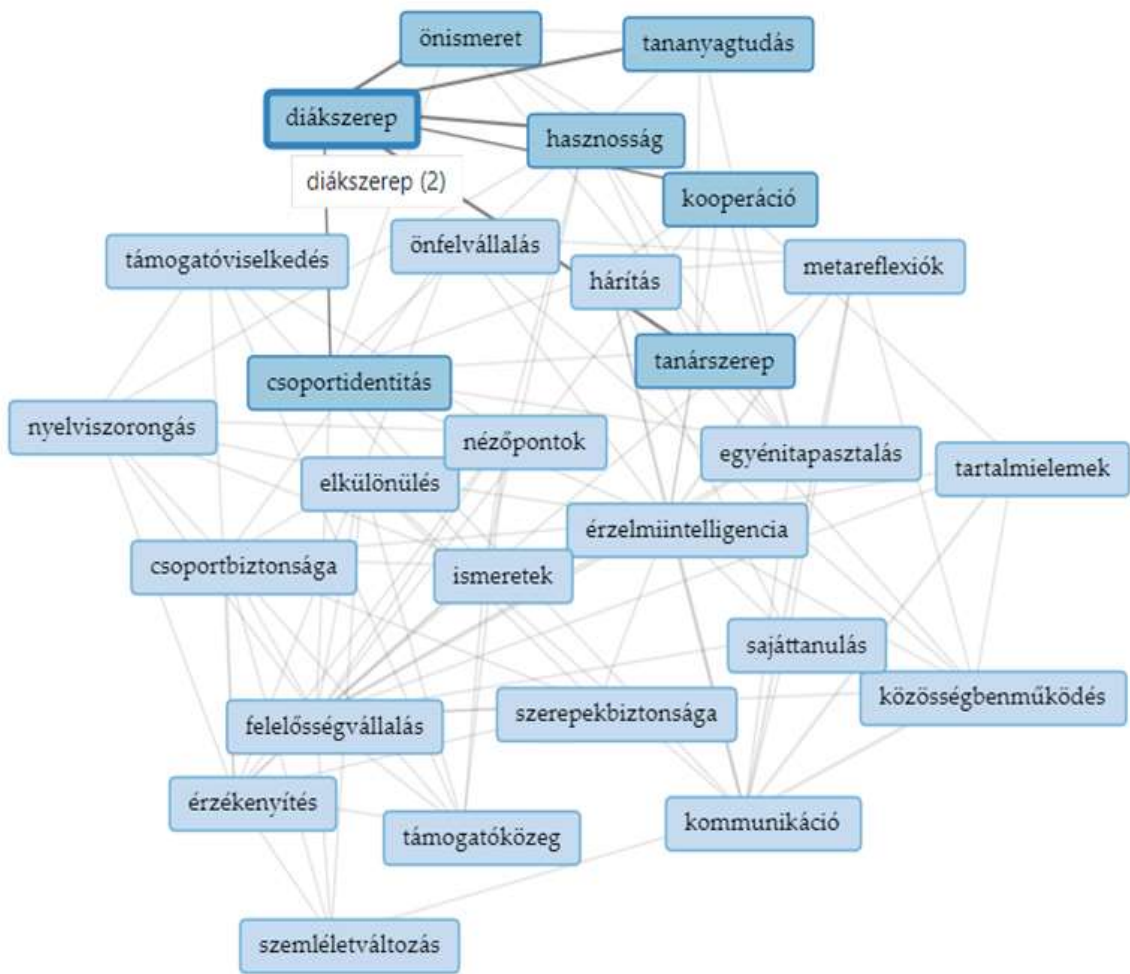 önismeret
tananyagtudás
diákszerep
hasznosság
diákszerep (2)
kooperáció
támogatóviselkedés
önfelvállalás
hárítás
metareflexiók
tanárszerep
csoportidentitás
nyelviszorongás
nézőpontok
egyénitapasztalás
tartalmielemek
elkülönülés
érzelmiintelligencia
csoportbiztonsága
ismeretek
sajáttanulás
közösségbenműködés
szerepekbiztonsága
felelősségvállalás
érzékenyítés
támogatóközeg
kommunikáció
szemléletváltozás